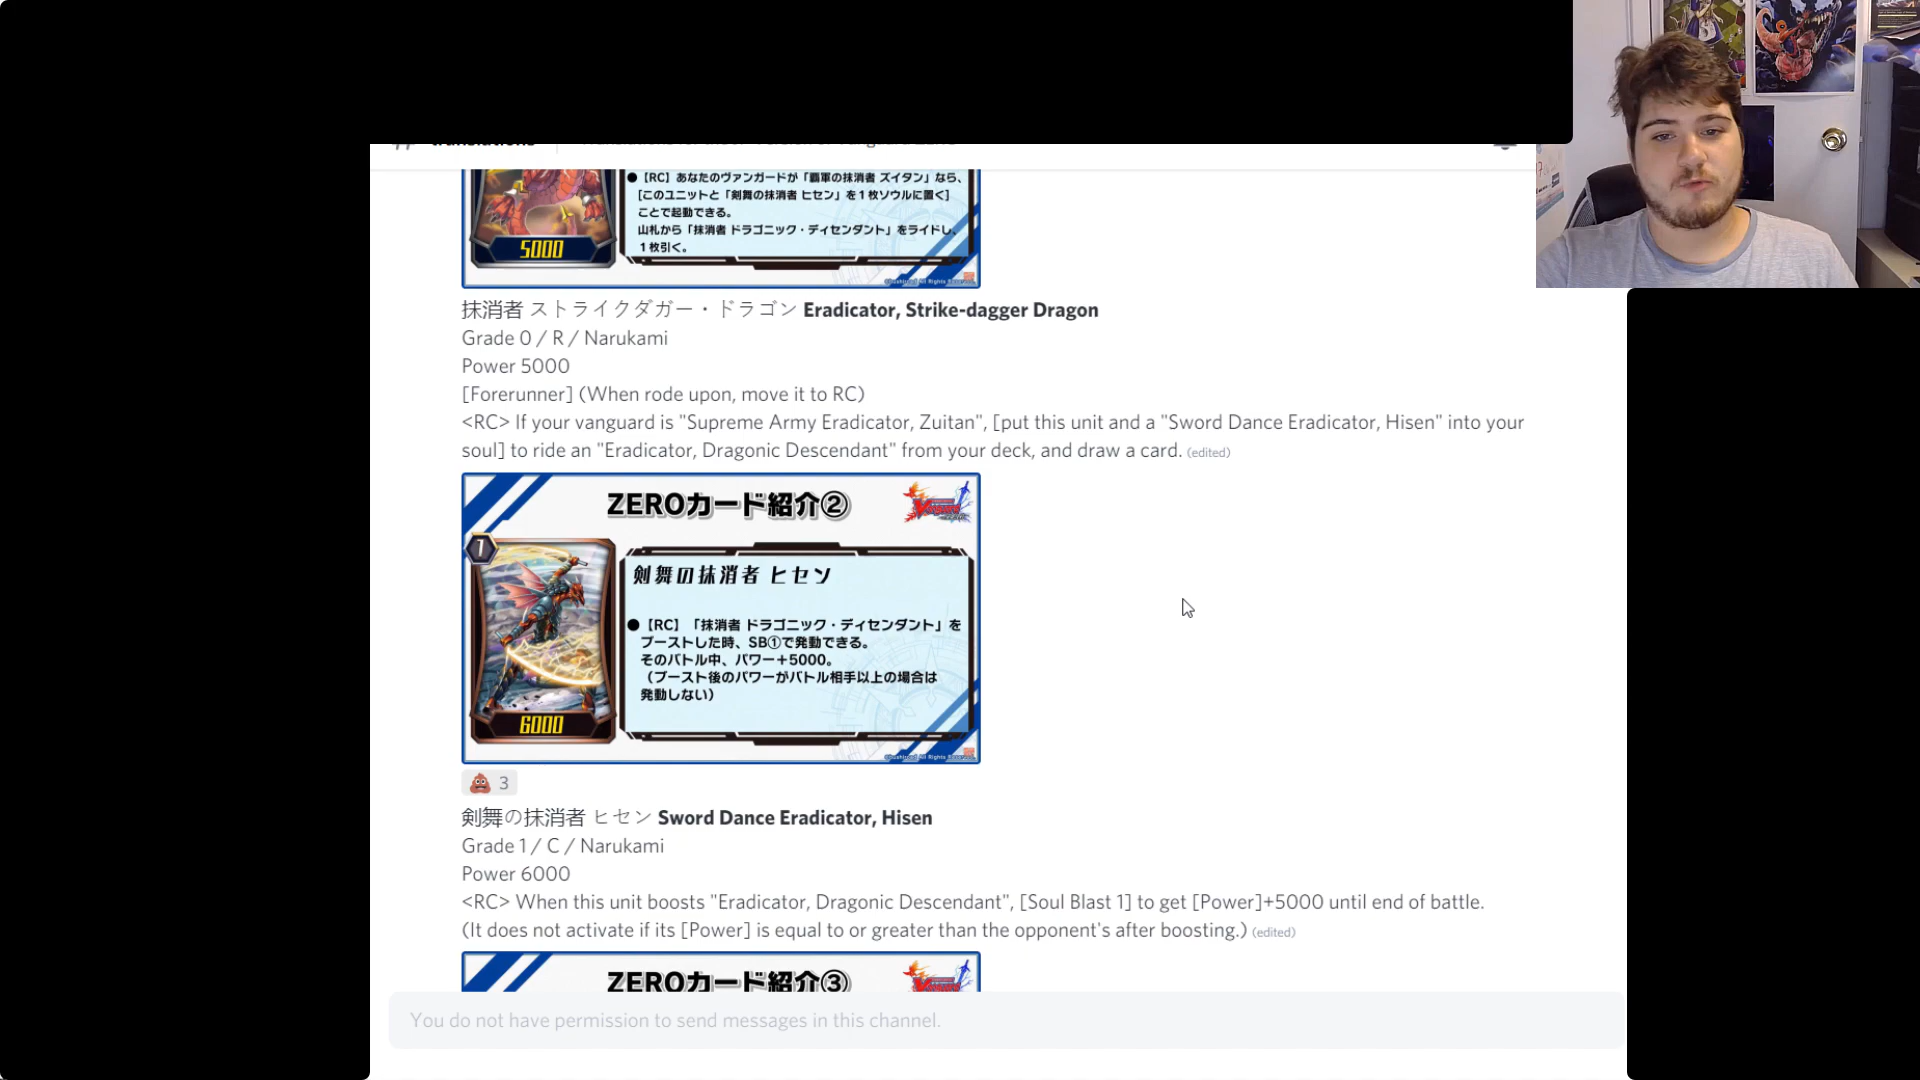 ●【RC】あなたのヴァンガードが「覇軍の抹消者 ズイタン」なら、
[このユニットと「剣舞の抹消者 ヒセン」を1枚ソウルに置く]
ことで起動できる。
山札から「抹消者 ドラゴニック・ディセンダント」をライドし、
1枚引く。
5000
抹消者 ストライクダガー・ドラゴン Eradicator, Strike-dagger Dragon
Grade 0 / R / Narukami
Power 5000
[Forerunner] (When rode upon, move it to RC)
<RC> If your vanguard is "Supreme Army Eradicator, Zuitan", [put this unit and a "Sword Dance Eradicator, Hisen" into your
soul] to ride an "Eradicator, Dragonic Descendant" from your deck, and draw a card. (edited)
ZEROカード紹介②
Vanguard
1
剣舞の抹消者 ヒセン
●【RC】「抹消者 ドラゴニック・ディセンダント」を
ブーストした時、SB①で発動できる。
そのバトル中、パワー+5000。
（ブースト後のパワーがバトル相手以上の場合は
発動しない）
6000
3
剣舞の抹消者 ヒセン Sword Dance Eradicator, Hisen
Grade 1 / C / Narukami
Power 6000
<RC> When this unit boosts "Eradicator, Dragonic Descendant", [Soul Blast 1] to get [Power]+5000 until end of battle.
(It does not activate if its [Power] is equal to or greater than the opponent's after boosting.) (edited)
ZEROカード紹介③
You do not have permission to send messages in this channel.